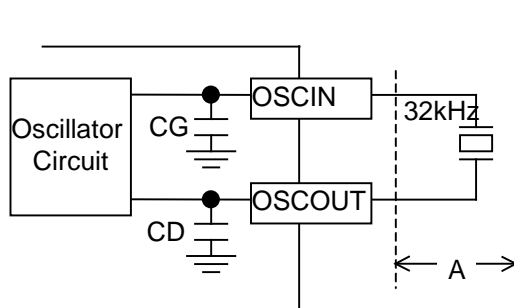 OSCIN
32kHz
Oscillator
Circuit
CG
OSCOUT
CD
A